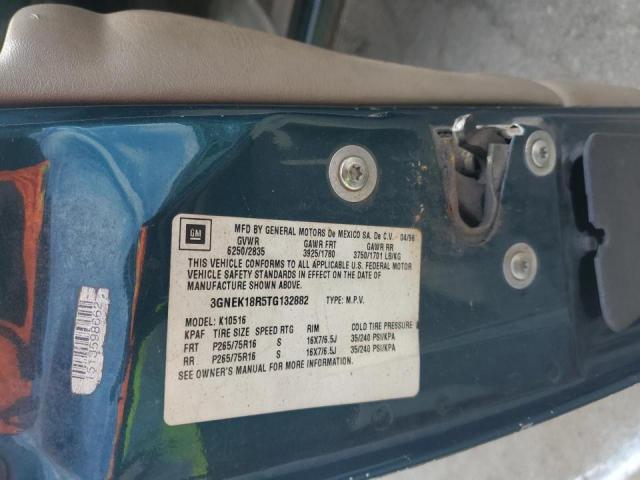 GM
MFD BY GENERAL MOTORS De MEXICO SA. De C.V. 04/96
GVWR GAWR FRT GAWR RR
6250/2835 3925/1780 3750/1701 LB/KG
THIS VEHICLE CONFORMS TO ALL APPLICABLE U.S. FEDERAL MOTOR
VEHICLE SAFETY STANDARDS IN EFFECT ON THE DATE OF
MANUFACTURE SHOWN ABOVE.
3GNEK18R5TG132882 TYPE: M.P.V.
MODEL: K10516
KPAF TIRE SIZE SPEED RTG RIM COLD TIRE PRESSURE
FRT P265/75R16 S 16X7/6.5J 35/240 PSI/KPA
RR P265/75R16 S 16X7/6.5J 35/240 PSI/KPA
SEE OWNER'S MANUAL FOR MORE INFORMATION.